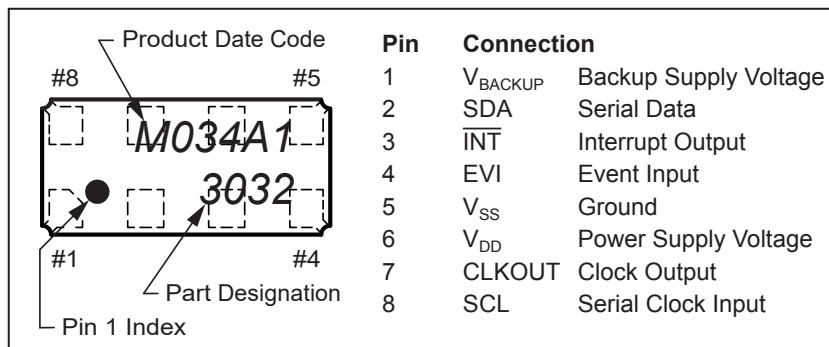 Product Date Code
#8 #5
M034A1
3032
#1 #4
Part Designation
Pin 1 Index
Pin Connection
1 VBACKUP Backup Supply Voltage
2 SDA Serial Data
3 I̅N̅T̅ Interrupt Output
4 EVI Event Input
5 VSS Ground
6 VDD Power Supply Voltage
7 CLKOUT Clock Output
8 SCL Serial Clock Input